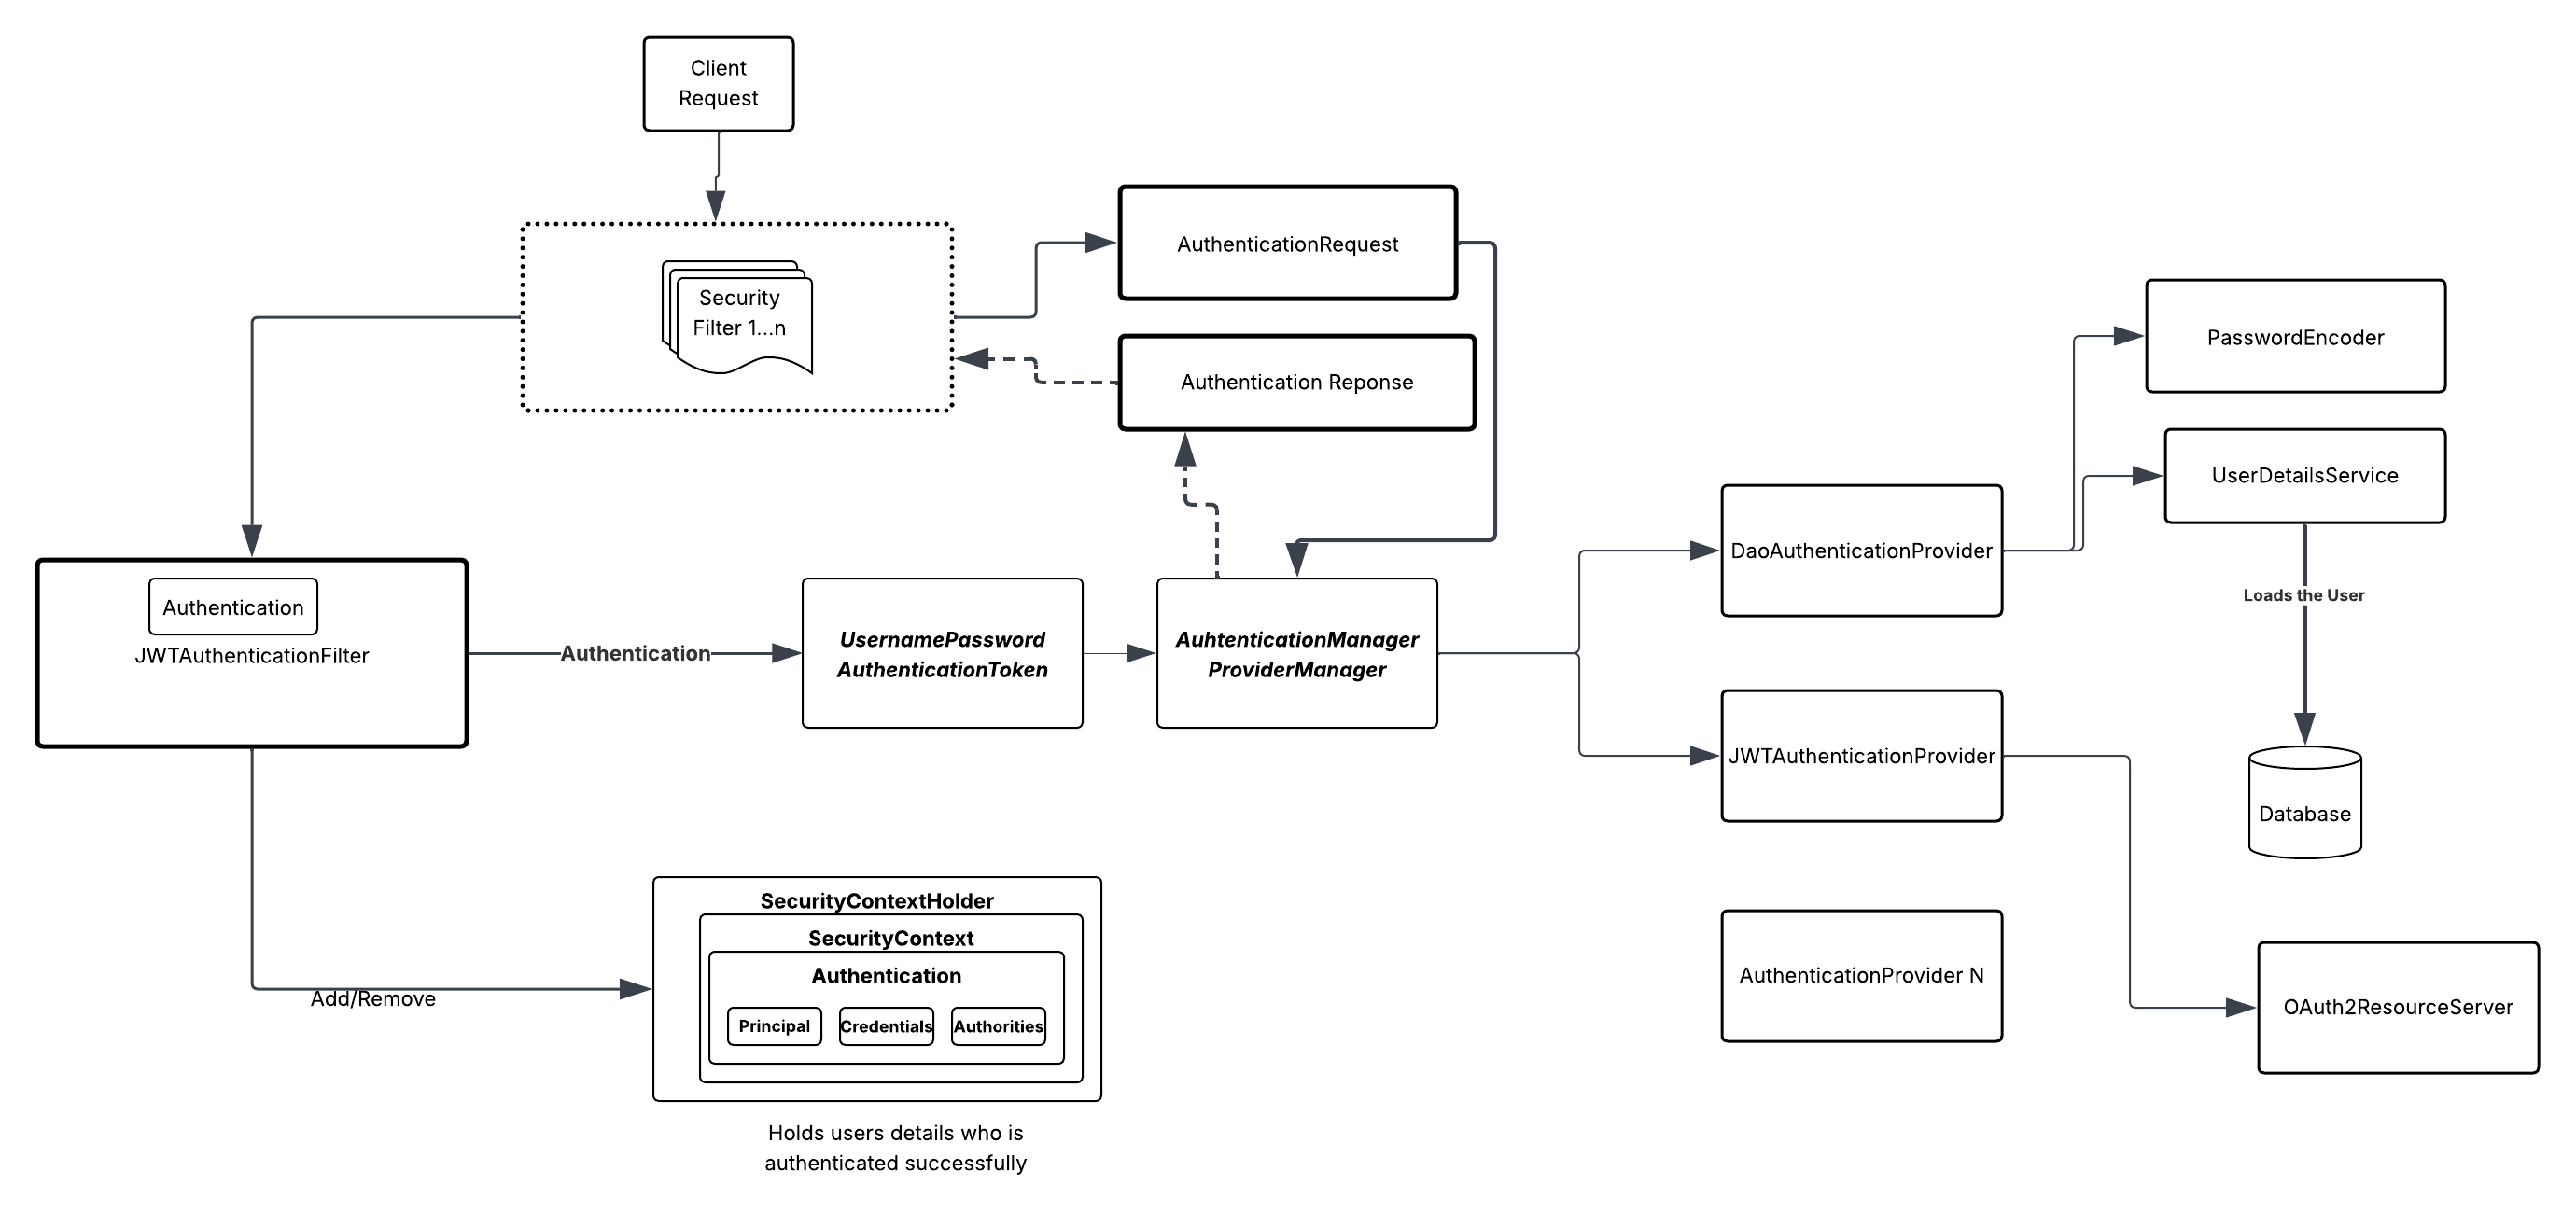 Client
Request
Security
Filter 1...n
AuthenticationRequest
Authentication Reponse
PasswordEncoder
UserDetailsService
Loads the User
Database
DaoAuthenticationProvider
JWTAuthenticationProvider
AuthenticationProvider N
OAuth2ResourceServer
Authentication
JWTAuthenticationFilter
Authentication
UsernamePassword
AuthenticationToken
AuhtenticationManager
ProviderManager
Add/Remove
SecurityContextHolder
SecurityContext
Authentication
Principal
Credentials
Authorities
Holds users details who is
authenticated successfully